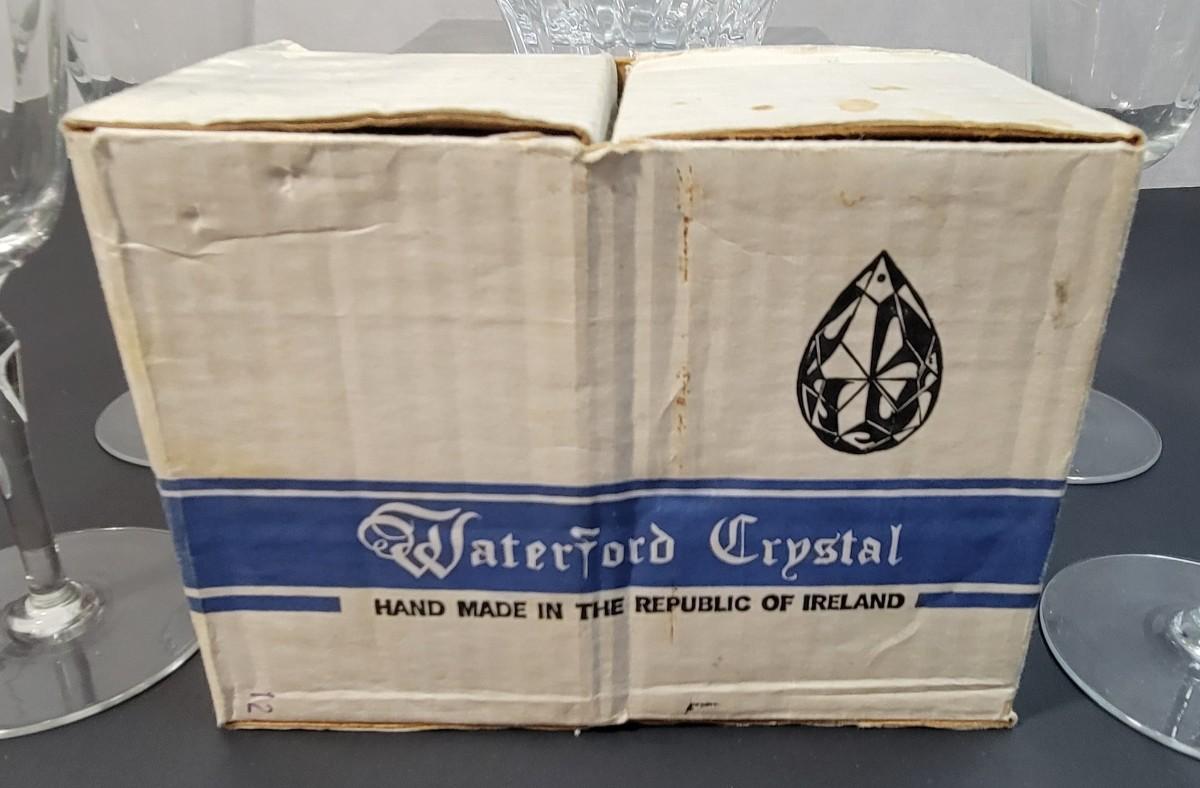 Waterford Crystal
HAND MADE IN THE REPUBLIC OF IRELAND
12